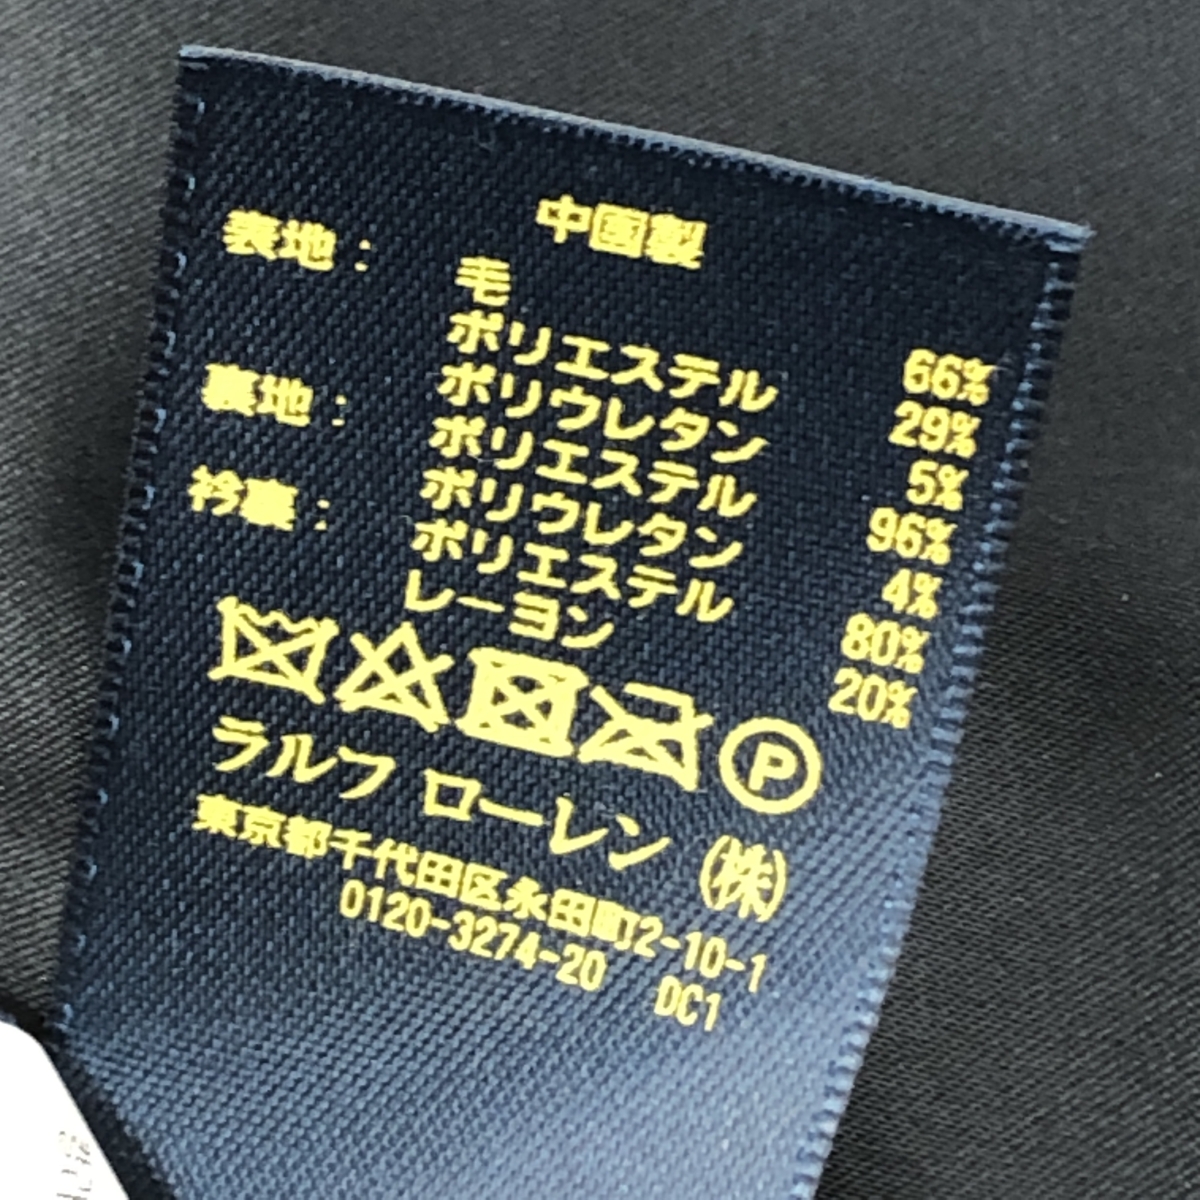 中国製
表地： 毛 66%
ポリエステル 29%
ポリウレタン 5%
裏地： ポリエステル 96%
ポリウレタン 4%
衿裏： ポリエステル 80%
レーヨン 20%
P
ラルフ ローレン (株)
東京都千代田区永田町2-10-1
0120-3274-20 DC1